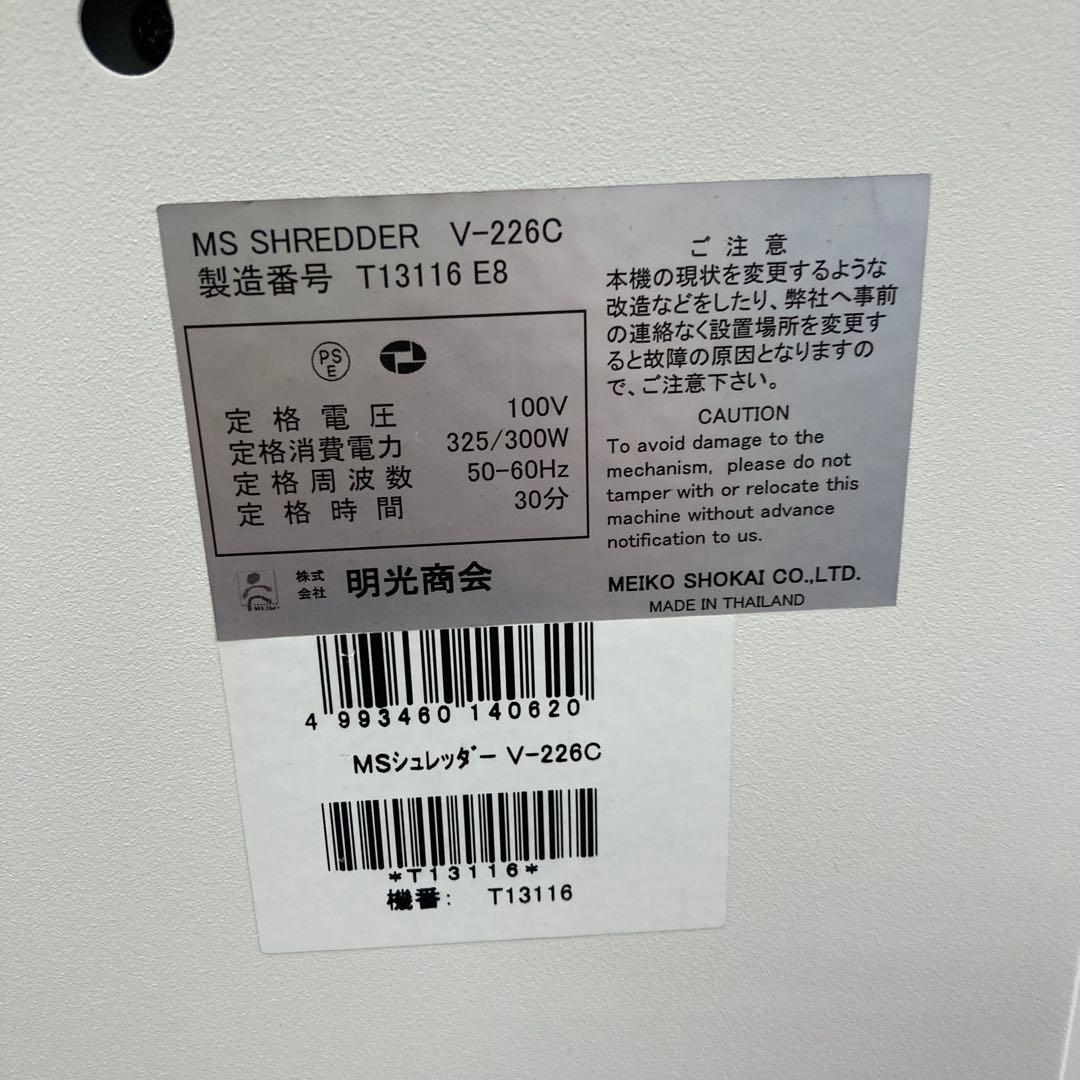 MS SHREDDER V-226C
製造番号 T13116 E8
PS
E
定格電圧 100V
定格消費電力 325/300W
定格周波数 50-60Hz
定格時間 30分
株式
会社 明光商会
ご注意
本機の現状を変更するような
改造などをしたり、弊社へ事前
の連絡なく設置場所を変更す
ると故障の原因となりますの
で、ご注意下さい。
CAUTION
To avoid damage to the
mechanism, please do not
tamper with or relocate this
machine without advance
notification to us.
MEIKO SHOKAI CO.,LTD.
MADE IN THAILAND
4 993460 140620
MSシュレッダー V-226C
*T13116*
機番: T13116